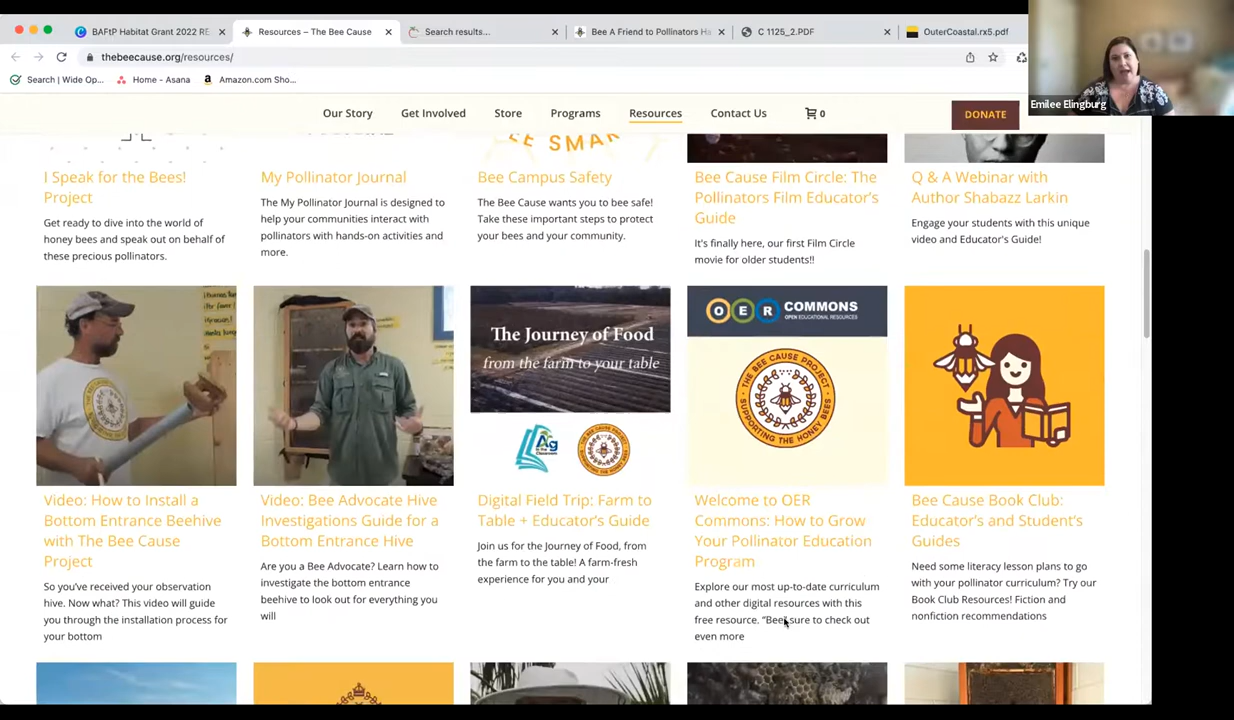 BAFtP Habitat Grant 2022 RE
Resources – The Bee Cause
Search results...
Bee A Friend to Pollinators Ha
C 1125_2.PDF
OuterCoastal.rx5.pdf
thebeecause.org/resources/
Search | Wide Op...
Home - Asana
Amazon.com Sho...
Emilee Elingburg
Our Story
Get Involved
Store
Programs
Resources
Contact Us
0
DONATE
BEE SMART
I Speak for the Bees!
Project
Get ready to dive into the world of
honey bees and speak out on behalf of
these precious pollinators.
My Pollinator Journal
The My Pollinator Journal is designed to
help your communities interact with
pollinators with hands-on activities and
more.
Bee Campus Safety
The Bee Cause wants you to bee safe!
Take these important steps to protect
your bees and your community.
Bee Cause Film Circle: The
Pollinators Film Educator's
Guide
It's finally here, our first Film Circle
movie for older students!!
Q & A Webinar with
Author Shabazz Larkin
Engage your students with this unique
video and Educator's Guide!
Video: How to Install a
Bottom Entrance Beehive
with The Bee Cause
Project
So you've received your observation
hive. Now what? This video will guide
you through the installation process for
your bottom
Video: Bee Advocate Hive
Investigations Guide for a
Bottom Entrance Hive
Are you a Bee Advocate? Learn how to
investigate the bottom entrance
beehive to look out for everything you
will
The Journey of Food
from the farm to your table
Ag
in the
Classroom
Digital Field Trip: Farm to
Table + Educator's Guide
Join us for the Journey of Food, from
the farm to the table! A farm-fresh
experience for you and your
OER COMMONS
OPEN EDUCATIONAL RESOURCES
THE BEE CAUSE PROJECT
SUPPORTING THE HONEY BEES
Welcome to OER
Commons: How to Grow
Your Pollinator Education
Program
Explore our most up-to-date curriculum
and other digital resources with this
free resource. "Bee" sure to check out
even more
Bee Cause Book Club:
Educator's and Student's
Guides
Need some literacy lesson plans to go
with your pollinator curriculum? Try our
Book Club Resources! Fiction and
nonfiction recommendations